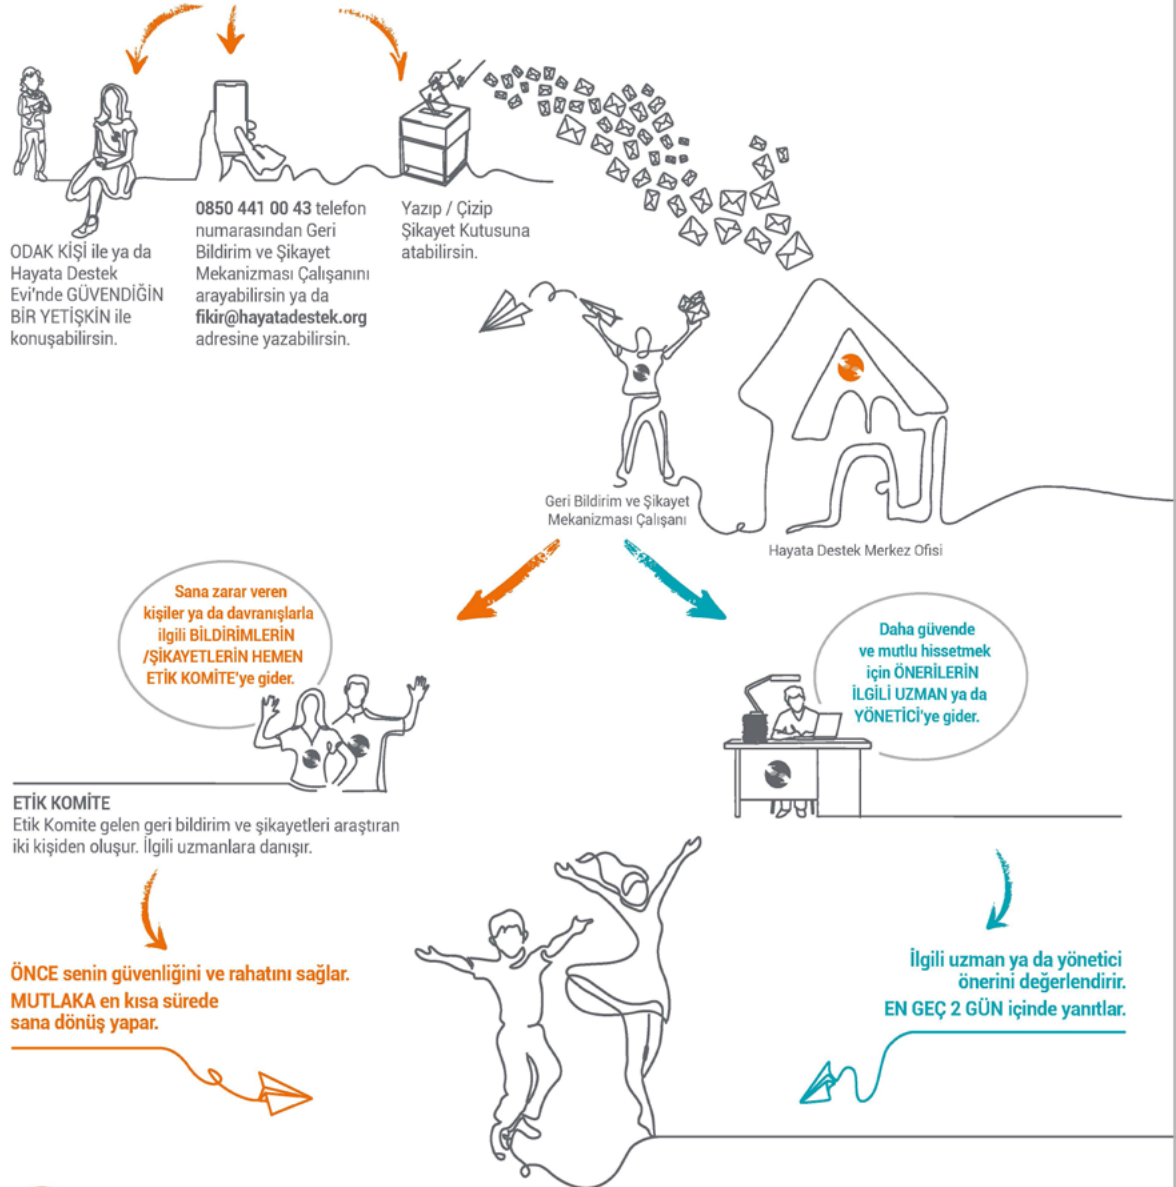 ODAK KİŞİ ile ya da
Hayata Destek
Evi'nde GÜVENDİĞİN
BİR YETİŞKİN ile
konuşabilirsin.
0850 441 00 43 telefon
numarasından Geri
Bildirim ve Şikayet
Mekanizması Çalışanını
arayabilirsin ya da
fikir@hayatadestek.org
adresine yazabilirsin.
Yazıp / Çizip
Şikayet Kutusuna
atabilirsin.
Geri Bildirim ve Şikayet
Mekanizması Çalışanı
Hayata Destek Merkez Ofisi
Sana zarar veren
kişiler ya da davranışlarla
ilgili BİLDİRİMLERİN
/ŞİKAYETLERİN HEMEN
ETİK KOMİTE'ye gider.
Daha güvende
ve mutlu hissetmek
için ÖNERİLERİN
İLGİLİ UZMAN ya da
YÖNETİCİ'ye gider.
ETİK KOMİTE
Etik Komite gelen geri bildirim ve şikayetleri araştıran
iki kişiden oluşur. İlgili uzmanlara danışır.
ÖNCE senin güvenliğini ve rahatını sağlar.
MUTLAKA en kısa sürede
sana dönüş yapar.
İlgili uzman ya da yönetici
önerini değerlendirir.
EN GEÇ 2 GÜN içinde yanıtlar.